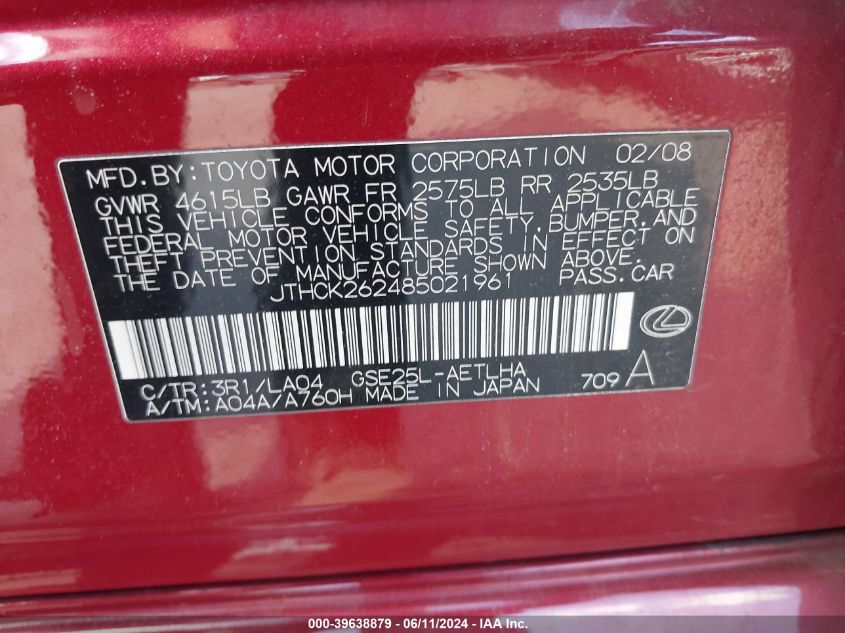 MFD. BY: TOYOTA MOTOR CORPORATION 02/08
GVWR 4615LB GAWR FR 2575LB RR 2535LB
THIS VEHICLE CONFORMS TO ALL APPLICABLE
FEDERAL MOTOR VEHICLE SAFETY, BUMPER, AND
THEFT PREVENTION STANDARDS IN EFFECT ON
THE DATE OF MANUFACTURE SHOWN ABOVE.
JTHCK262485021961 PASS. CAR
C/TR: 3R1/LA04 GSE25L-AETLHA
A/TM: A04A/A760H MADE IN JAPAN 709 A
000-39638879 - 06/11/2024 - IAA Inc.